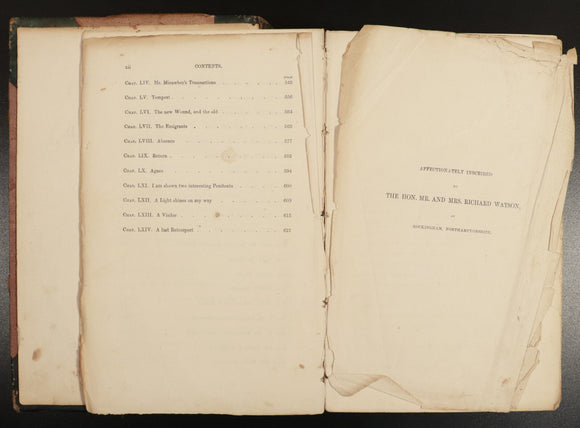 xii CONTENTS.
PAGE
CHAP. LIV. Mr. Micawber's Transactions 545
CHAP. LV. Tempest 556
CHAP. LVI. The new Wound, and the old 564
CHAP. LVII. The Emigrants 569
CHAP. LVIII. Absence 577
CHAP. LIX. Return 582
CHAP. LX. Agnes 594
CHAP. LXI. I am shown two interesting Penitents 600
CHAP. LXII. A Light shines on my way 609
CHAP. LXIII. A Visitor 615
CHAP. LXIV. A last Retrospect 621
AFFECTIONATELY INSCRIBED
TO
THE HON. MR. AND MRS. RICHARD WATSON,
OF
ROCKINGHAM, NORTHAMPTONSHIRE.